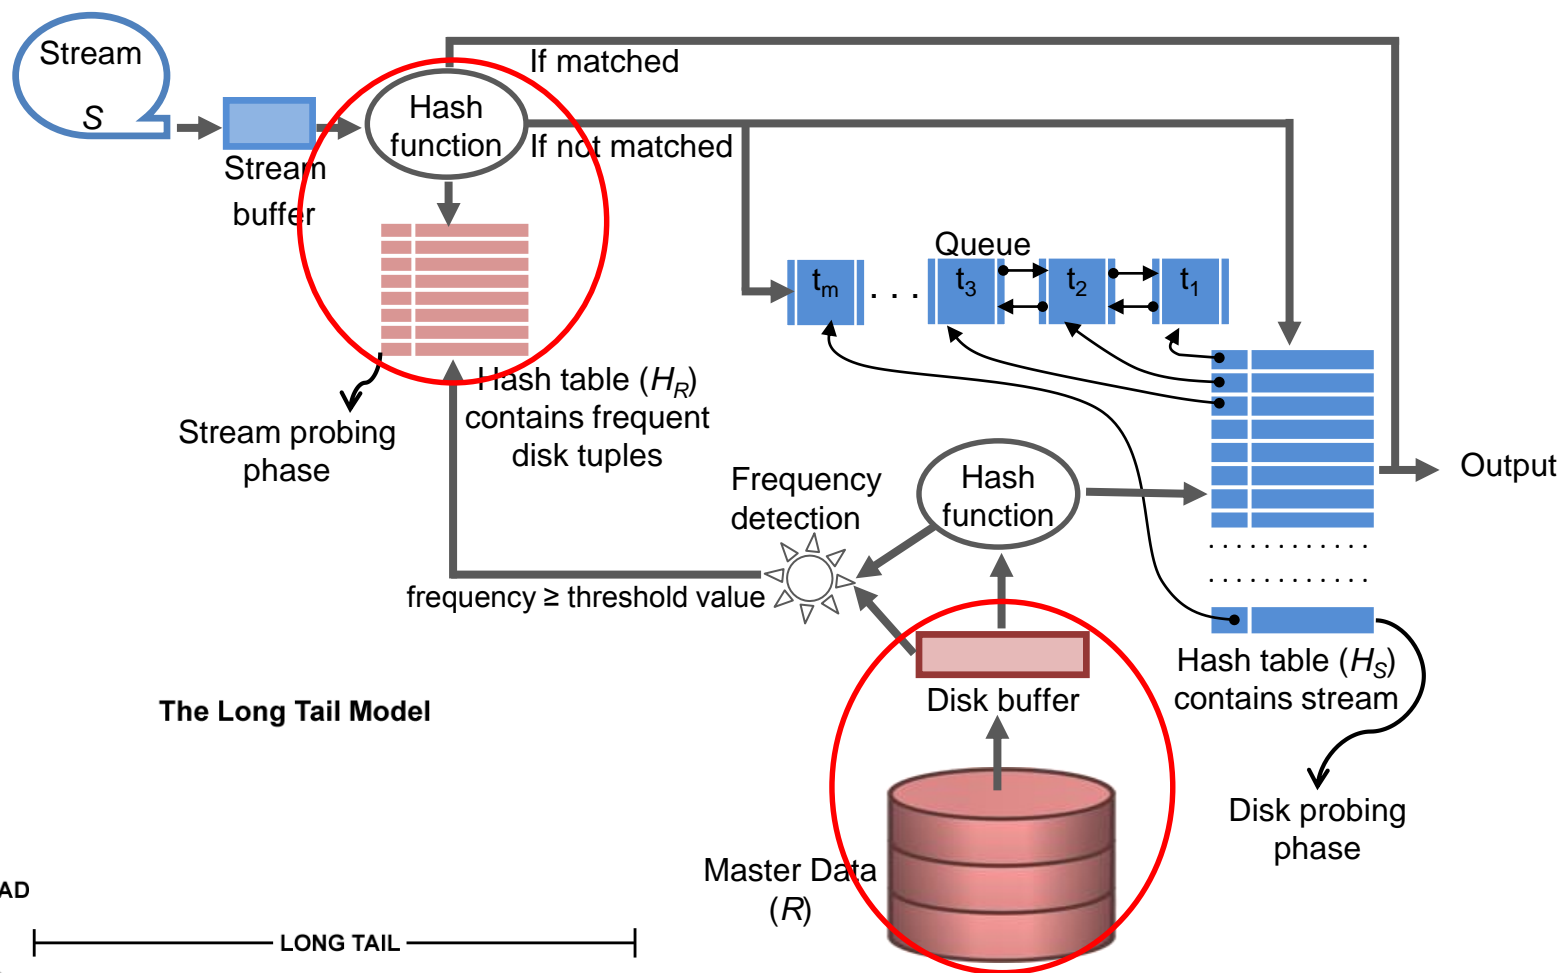 Stream
S
Stream
buffer
Hash
function
If matched
If not matched
Queue
tm
. . .
t3
t2
t1
Hash table (HR)
contains frequent
disk tuples
Stream probing
phase
Frequency
detection
Hash
function
Output
frequency ≥ threshold value
Disk buffer
Hash table (HS)
contains stream
The Long Tail Model
Disk probing
phase
Master Data
(R)
AD
LONG TAIL